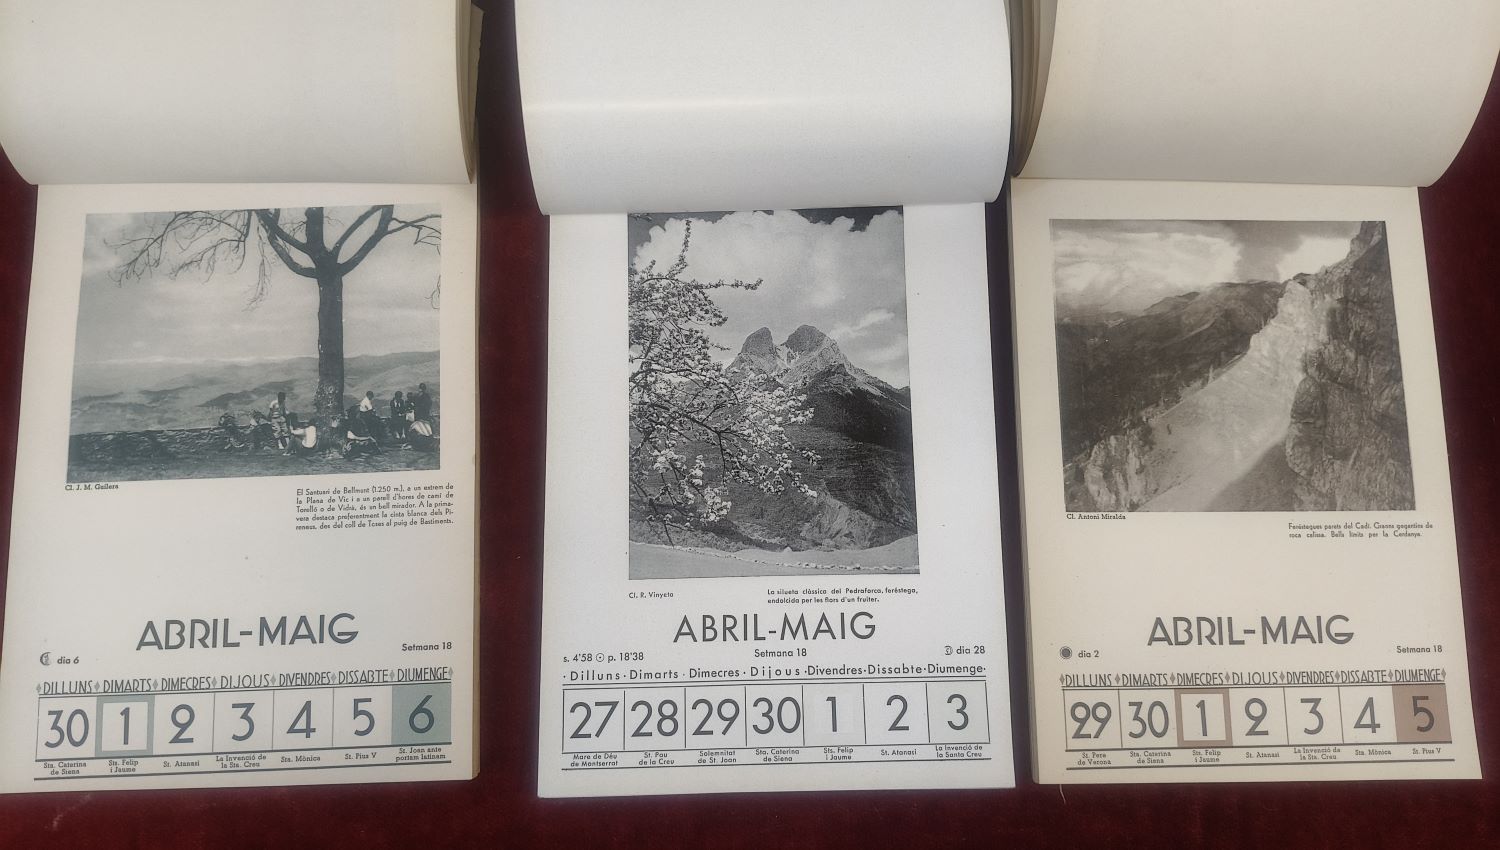 Cl. J. M. Guilera
El Santuari de Bellmunt (1.250 m.), a un extrem de
la Plana de Vic i a un parell d'hores de camí de
Torelló o de Vidrà, és un bell mirador. A la prima-
vera destaca preferentment la cinta blanca dels Pi-
reneus, des del coll de Toses al puig de Bastiments.
ABRIL-MAIG
dia 6
Setmana 18
DILLUNS DIMARTS DIMECRES DIJOUS DIVENDRES DISSABTE DIUMENGE
30 1 2 3 4 5 6
Sta. Caterina de Siena
Sts. Felip i Jaume
St. Atanasi
La Invenció de la Sta. Creu
Sta. Mònica
St. Pius V
St. Joan ante portam latinam
Cl. R. Vinyeta
La silueta clàssica del Pedraforca, feréstega,
endolcida per les flors d'un fruiter.
ABRIL-MAIG
s. 4'58 p. 18'38
Setmana 18
dia 28
Dilluns · Dimarts · Dimecres · Dijous · Divendres · Dissabte · Diumenge
27 28 29 30 1 2 3
Mare de Déu de Montserrat
St. Pau de la Creu
Solemnitat de St. Joan
Sta. Caterina de Siena
Sts. Felip i Jaume
St. Atanasi
La Invenció de la Santa Creu
Cl. Antoni Miralda
Feréstegues parets del Cadí. Graons gegantins de
roca calissa. Bells límits per la Cerdanya.
ABRIL-MAIG
dia 2
Setmana 18
DILLUNS DIMARTS DIMECRES DIJOUS DIVENDRES DISSABTE DIUMENGE
29 30 1 2 3 4 5
St. Pere de Verona
Sta. Caterina de Siena
Sts. Felip i Jaume
St. Atanasi
La Invenció de la Sta. Creu
Sta. Mònica
St. Pius V